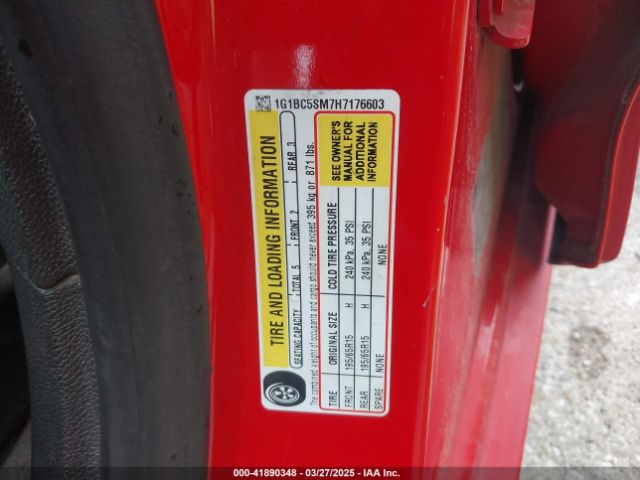 1G1BC5SM7H7176603
TIRE AND LOADING INFORMATION
SEATING CAPACITY TOTAL 5 FRONT 2 REAR 3
The combined weight of occupants and cargo should never exceed 395 kg or 871 lbs.
TIRE ORIGINAL SIZE COLD TIRE PRESSURE
FRONT 195/65R15 H 240 kPa, 35 PSI
REAR 195/65R15 H 240 kPa, 35 PSI
SPARE NONE NONE
SEE OWNER'S
MANUAL FOR
ADDITIONAL
INFORMATION
000-41890348 — 03/27/2025 — IAA Inc.